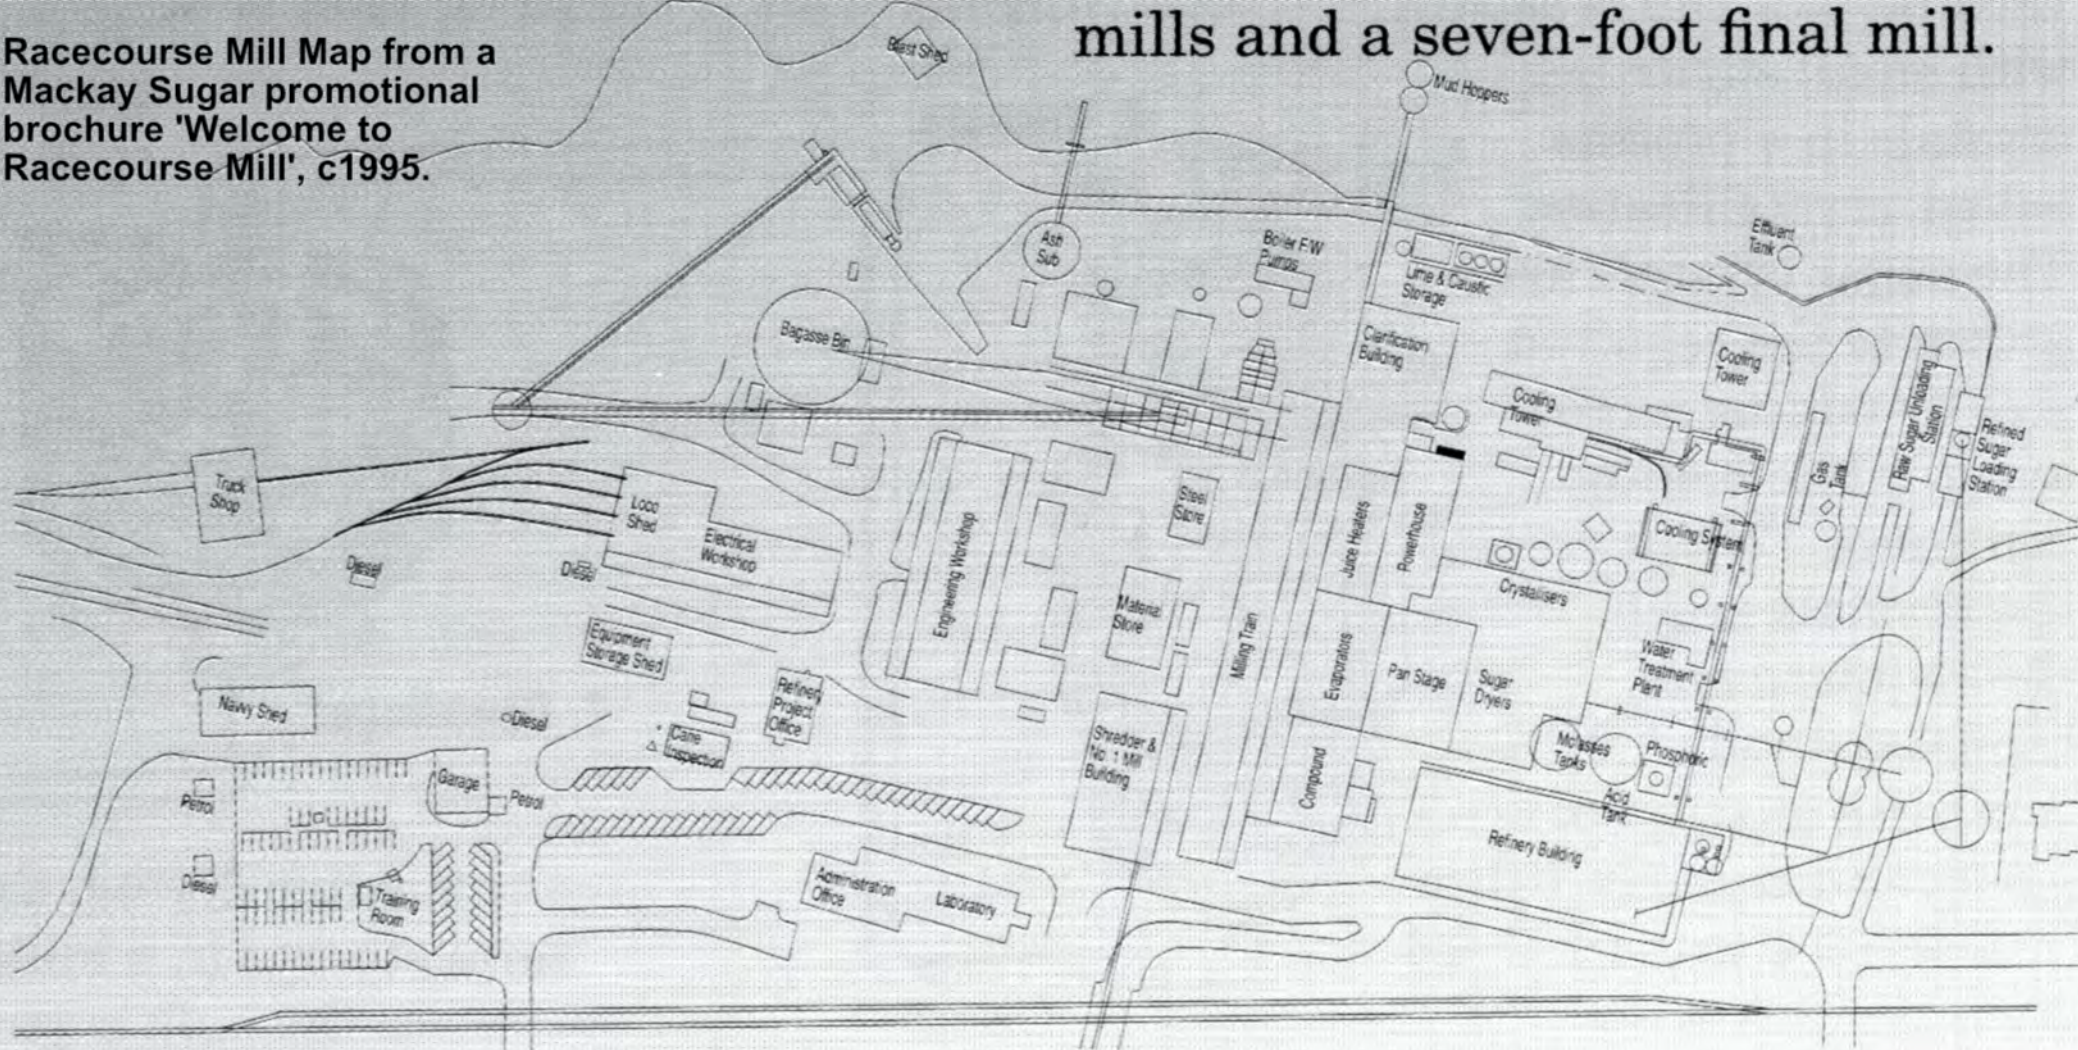 mills and a seven-foot final mill.
Racecourse Mill Map from a
Mackay Sugar promotional
brochure 'Welcome to
Racecourse Mill', c1995.
Blast Shed
Mud Hoppers
Ash
Sub
Boiler F.W
Pumps
Lime & Caustic
Storage
Effluent
Tank
Bagasse Bin
Clarification
Building
Cooling
Tower
Cooling
Tower
Raw Sugar Unloading
Station
Refined
Sugar
Loading
Station
Gas
Tank
Truck
Shop
Loco
Shed
Electrical
Workshop
Diesel
Diesel
Engineering Workshop
Steel
Store
Juice Heaters
Powerhouse
Cooling System
Crystallisers
Material
Store
Milling Train
Evaporators
Pan Stage
Sugar
Dryers
Water
Treatment
Plant
Equipment
Storage Shed
Refinery
Project
Office
Navvy Shed
Diesel
Cane
Inspection
Shredder &
No. 1 Mill
Building
Compound
Molasses
Tanks
Phosphoric
Acid
Tank
Garage
Petrol
Petrol
Diesel
Training
Room
Administration
Office
Laboratory
Refinery Building